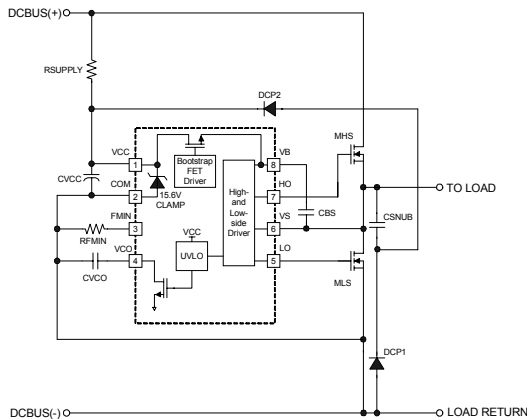 DCBUS(+)
RSUPPLY
DCP2
MHS
VCC
VB
1
8
Bootstrap
FET
Driver
CVCC
COM
HO
2
7
15.6V
CLAMP
High-
and Low-
side
Driver
TO LOAD
FMIN
VS
CBS
CSNUB
3
6
RFMIN
VCO
VCC
LO
4
5
UVLO
CVCO
MLS
DCP1
DCBUS(-)
LOAD RETURN